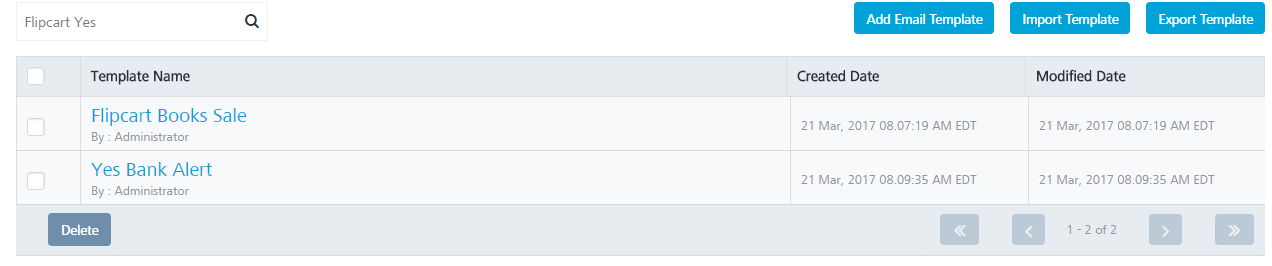 Flipcart Yes
Add Email Template Import Template Export Template
Template Name Created Date Modified Date
Flipcart Books Sale
By : Administrator
21 Mar, 2017 08.07:19 AM EDT 21 Mar, 2017 08.07:19 AM EDT
Yes Bank Alert
By : Administrator
21 Mar, 2017 08.09:35 AM EDT 21 Mar, 2017 08.09:35 AM EDT
Delete 1 - 2 of 2